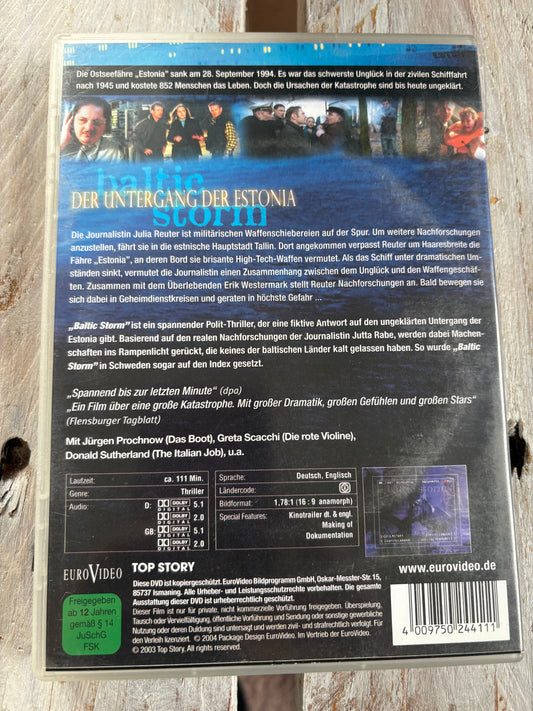 Die Ostseefähre „Estonia" sank am 28. September 1994. Es war das schwerste Unglück in der zivilen Schifffahrt
nach 1945 und kostete 852 Menschen das Leben. Doch die Ursachen der Katastrophe sind bis heute ungeklärt.
baltic
DER UNTERGANG DER ESTONIA
storm
Die Journalistin Julia Reuter ist militärischen Waffenschiebereien auf der Spur. Um weitere Nachforschungen
anzustellen, fährt sie in die estnische Hauptstadt Tallin. Dort angekommen verpasst Reuter um Haaresbreite die
Fähre „Estonia", an deren Bord sie brisante High-Tech-Waffen vermutet. Als das Schiff unter dramatischen Um-
ständen sinkt, vermutet die Journalistin einen Zusammenhang zwischen dem Unglück und den Waffengeschäf-
ten. Zusammen mit dem Überlebenden Erik Westermark stellt Reuter Nachforschungen an. Bald bewegen sie
sich dabei in Geheimdienstkreisen und geraten in höchste Gefahr ...
„Baltic Storm" ist ein spannender Polit-Thriller, der eine fiktive Antwort auf den ungeklärten Untergang der
Estonia gibt. Basierend auf den realen Nachforschungen der Journalistin Jutta Rabe, werden dabei Machen-
schaften ins Rampenlicht gerückt, die keines der baltischen Länder kalt gelassen haben. So wurde „Baltic
Storm" in Schweden sogar auf den Index gesetzt.
„Spannend bis zur letzten Minute" (dpa)
„Ein Film über eine große Katastrophe. Mit großer Dramatik, großen Gefühlen und großen Stars"
(Flensburger Tagblatt)
Mit Jürgen Prochnow (Das Boot), Greta Scacchi (Die rote Violine),
Donald Sutherland (The Italian Job), u.a.
Laufzeit: ca. 111 Min.
Genre: Thriller
Audio: D: DOLBY DIGITAL 5.1
DOLBY DIGITAL 2.0
GB: DOLBY DIGITAL 5.1
DOLBY DIGITAL 2.0
Sprache: Deutsch, Englisch
Ländercode:
Bildformat: 1.78:1 (16 : 9 anamorph)
Special Features: Kinotrailer dt. & engl.
Making of
Dokumentation
EUROVIDEO
TOP STORY
www.eurovideo.de
Diese DVD ist kopiergeschützt. EuroVideo Bildprogramm GmbH, Oskar-Messter-Str. 15,
85737 Ismaning. Alle Urheber- und Leistungsschutzrechte vorbehalten. Die gesamte
Ausstattung dieser DVD ist urheberrechtlich geschützt.
Dieser Film ist nur für private, nicht kommerzielle Vorführung freigegeben. Überspielung,
Tausch oder Vervielfältigung, öffentliche Vorführung und Sendung oder sonstige gewerbliche
Nutzung oder deren Duldung sind untersagt und werden zivil- und strafrechtlich verfolgt. Für
den Verleih lizenziert. © 2004 Package Design EuroVideo. Im Vertrieb der EuroVideo.
© 2003 Top Story, All rights reserved.
Freigegeben
ab 12 Jahren
gemäß § 14
JuSchG
FSK
4 009750 244111